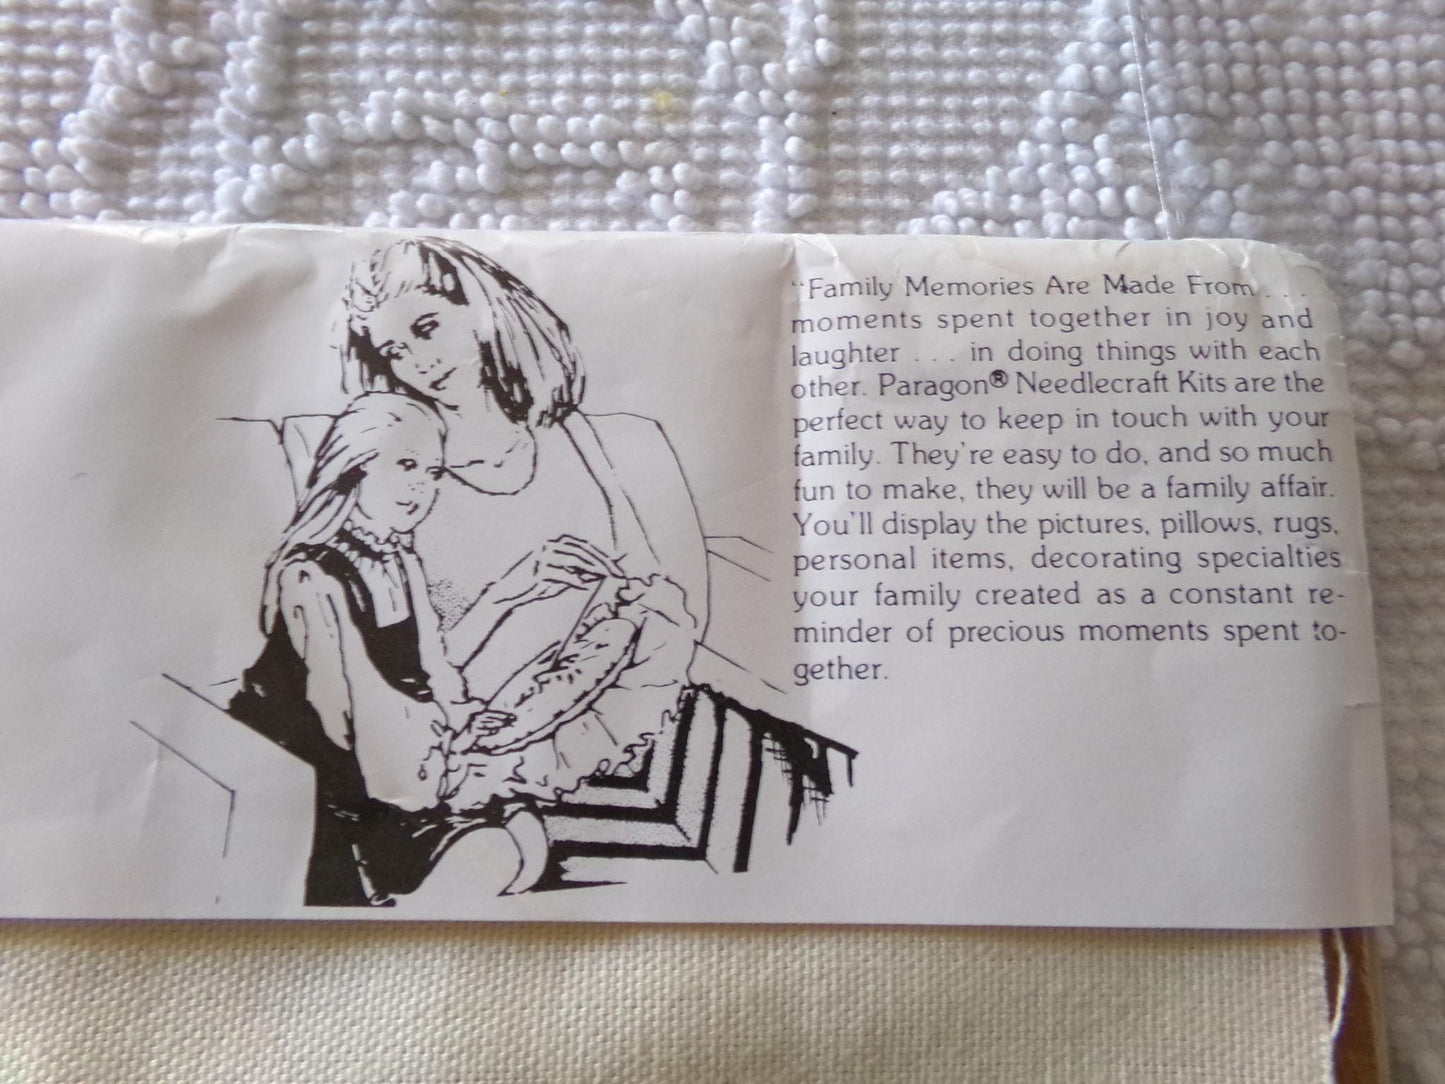 "Family Memories Are Made From . . .
moments spent together in joy and
laughter . . . in doing things with each
other. Paragon® Needlecraft Kits are the
perfect way to keep in touch with your
family. They're easy to do, and so much
fun to make, they will be a family affair.
You'll display the pictures, pillows, rugs,
personal items, decorating specialties
your family created as a constant re-
minder of precious moments spent to-
gether.